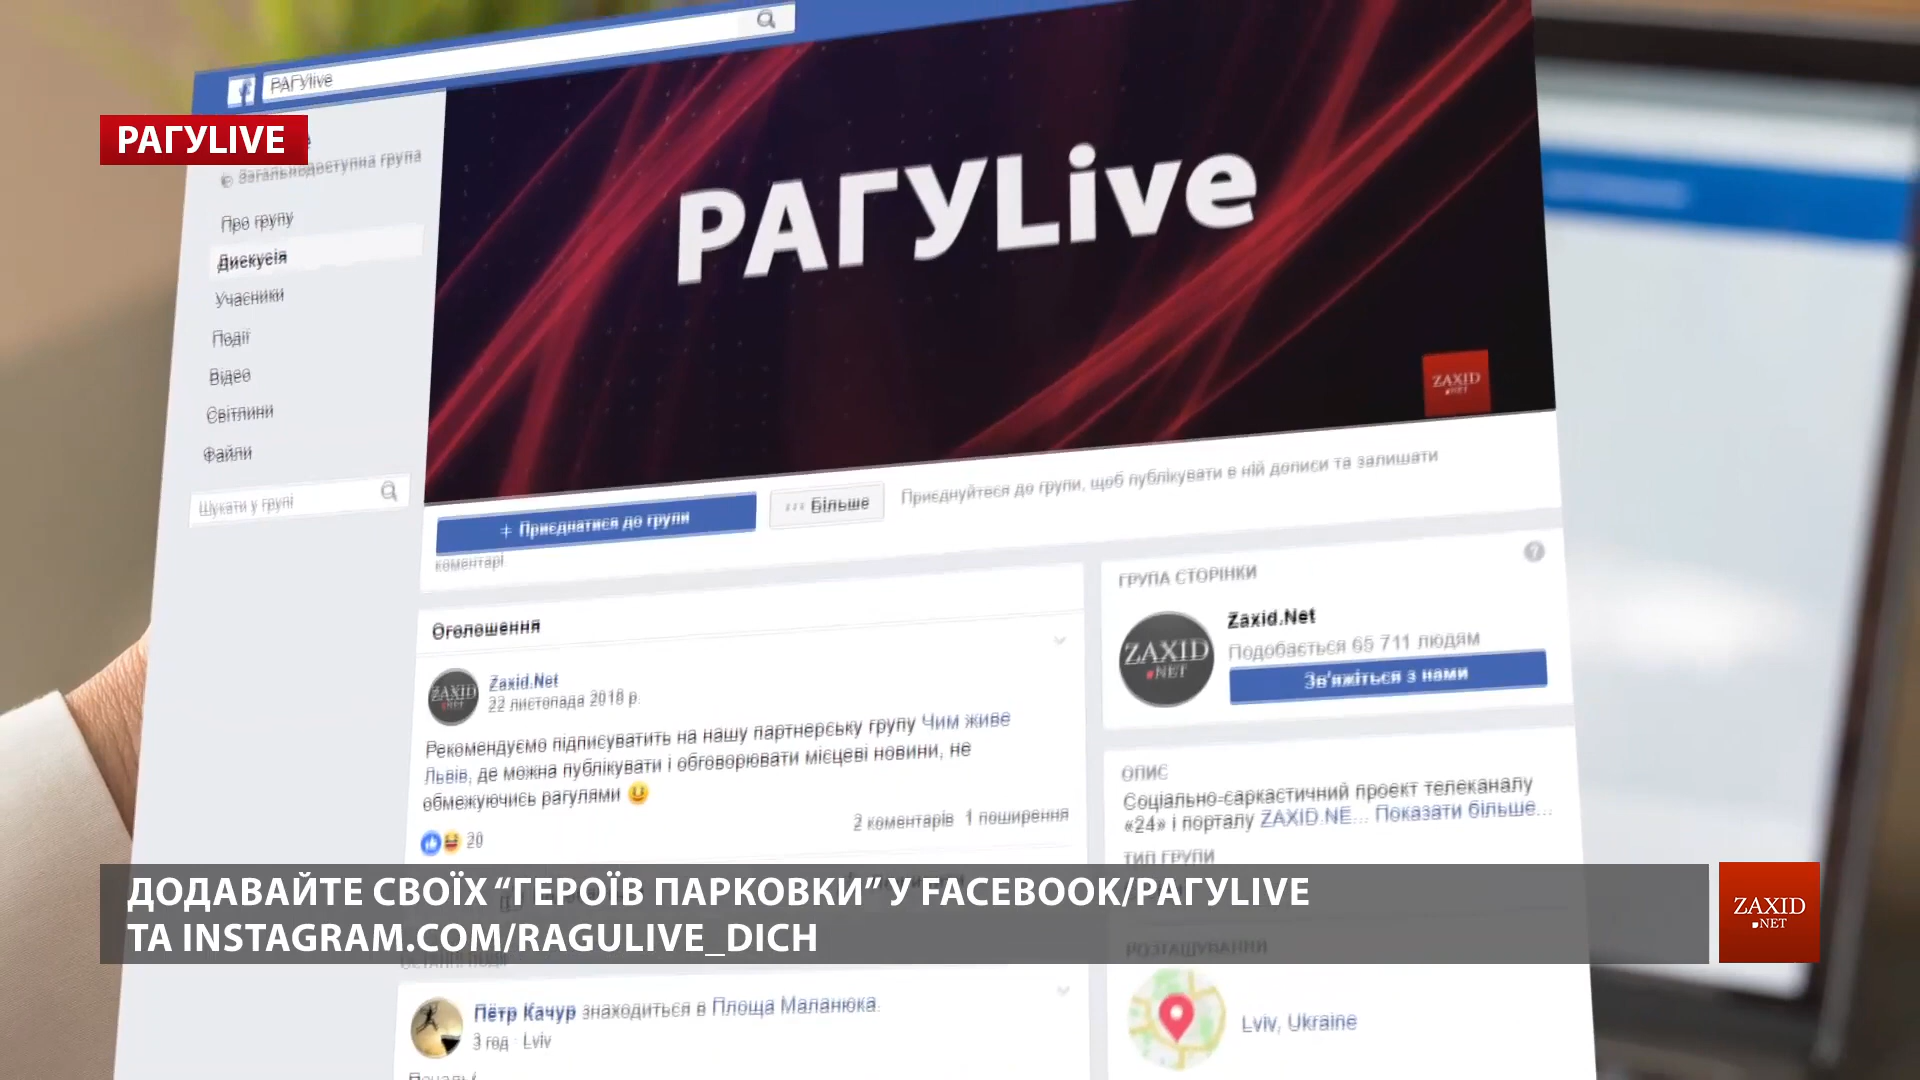 РАГУlive
РАГУLIVE
Загальнодоступна група
Про групу
Дискусія
Учасники
Події
Відео
Світлини
Файли
Шукати у групі
РАГУLive
ZAXID
.NET
+ Приєднатися до групи
Більше
Приєднуйтеся до групи, щоб публікувати в ній дописи та залишати
коментарі
Оголошення
Zaxid.Net
22 листопада 2018 р.
Рекомендуємо підписуватить на нашу партнерську групу Чим живе
Львів, де можна публікувати і обговорювати місцеві новини, не
обмежуючись рагулями
20
2 коментарів 1 поширення
ГРУПА СТОРІНКИ
ZAXID
.NET
Zaxid.Net
Подобається 65 711 людям
Зв'яжіться з нами
ОПИС
Соціально-саркастичний проект телеканалу
«24» і порталу ZAXID.NE... Показати більше...
ТИП ГРУПИ
ДОДАВАЙТЕ СВОЇХ “ГЕРОЇВ ПАРКОВКИ” У FACEBOOK/РАГУLIVE
ТА INSTAGRAM.COM/RAGULIVE_DICH
ZAXID
.NET
РОЗТАШУВАННЯ
Пётр Качур знаходиться в Площа Маланюка.
3 год · Lviv
Lviv, Ukraine